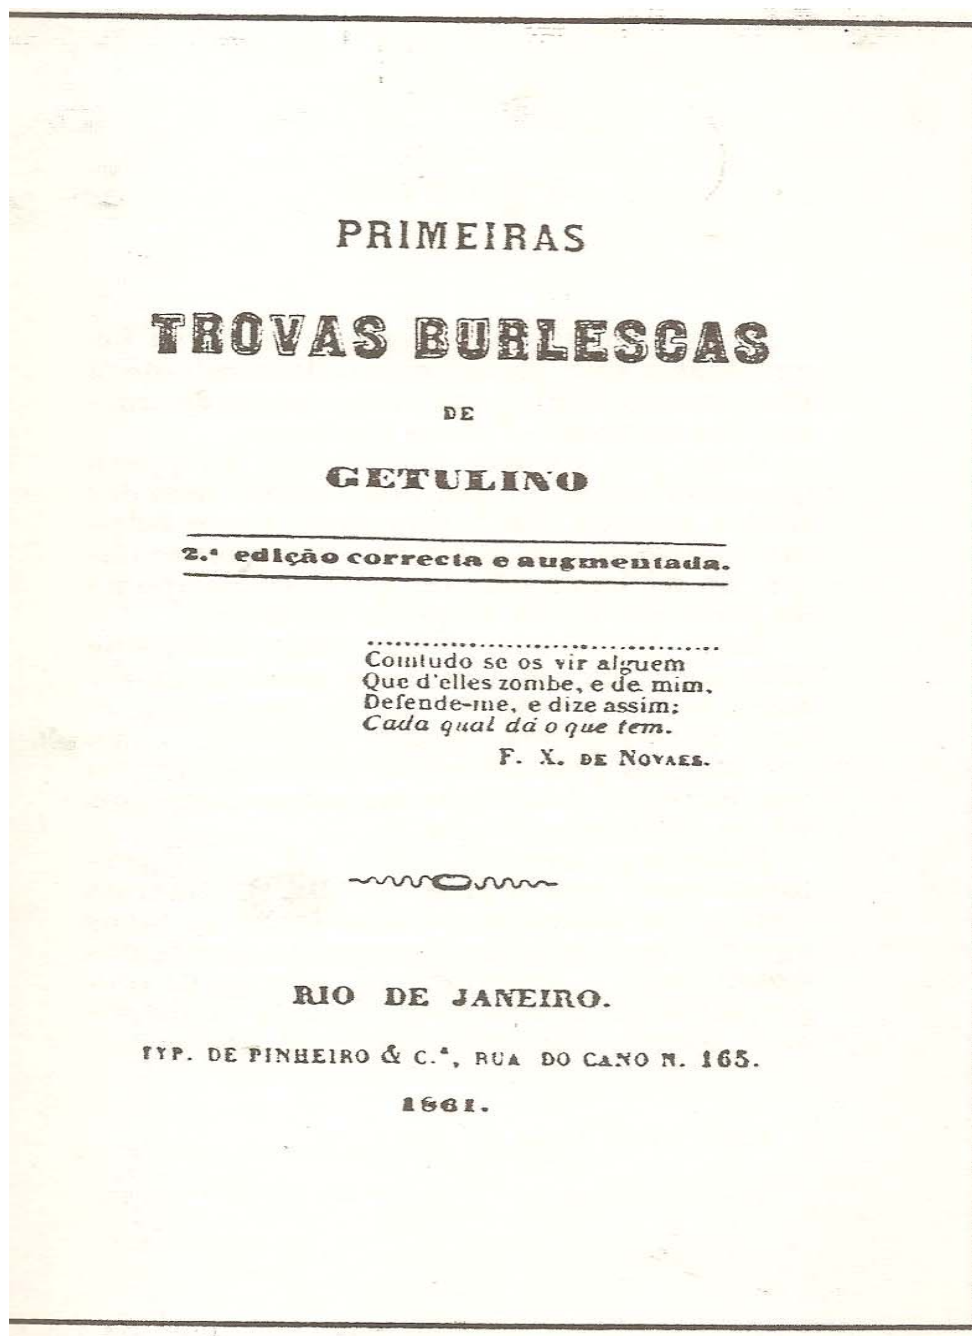 PRIMEIRAS
TROVAS BURLESCAS
DE
GETULINO
2.ª edição correcta e augmentada.
Comtudo se os vir alguem
Que d'elles zombe, e de mim,
Defende-me, e dize assim:
Cada qual dá o que tem.
F. X. DE NOVAES.
RIO DE JANEIRO.
TYP. DE PINHEIRO & C.ª, RUA DO CANO N. 165.
1861.